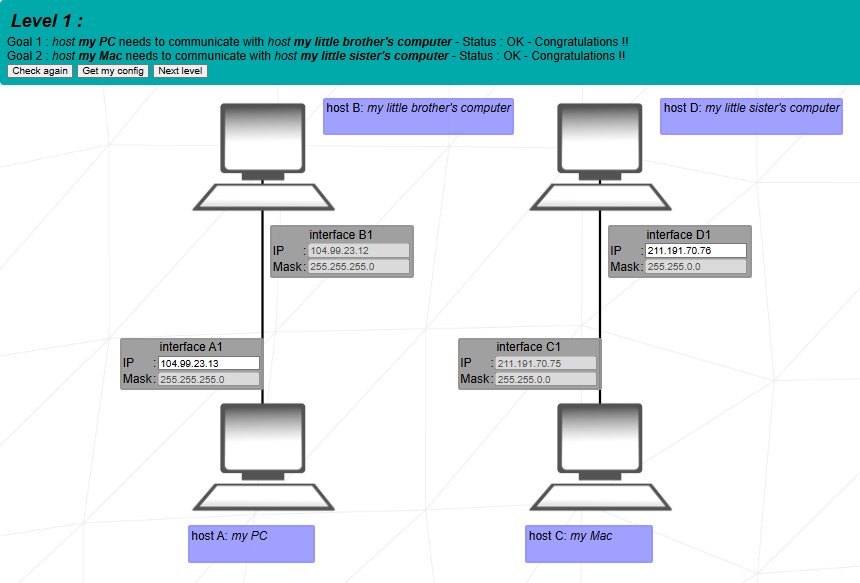 Level 1 :
Goal 1 : host my PC needs to communicate with host my little brother's computer - Status : OK - Congratulations !!
Goal 2 : host my Mac needs to communicate with host my little sister's computer - Status : OK - Congratulations !!
Check again Get my config Next level
host B: my little brother's computer
host D: my little sister's computer
interface B1
IP : 104.99.23.12
Mask: 255.255.255.0
interface D1
IP : 211.191.70.76
Mask: 255.255.0.0
interface A1
IP : 104.99.23.13
Mask: 255.255.255.0
interface C1
IP : 211.191.70.75
Mask: 255.255.0.0
host A: my PC
host C: my Mac